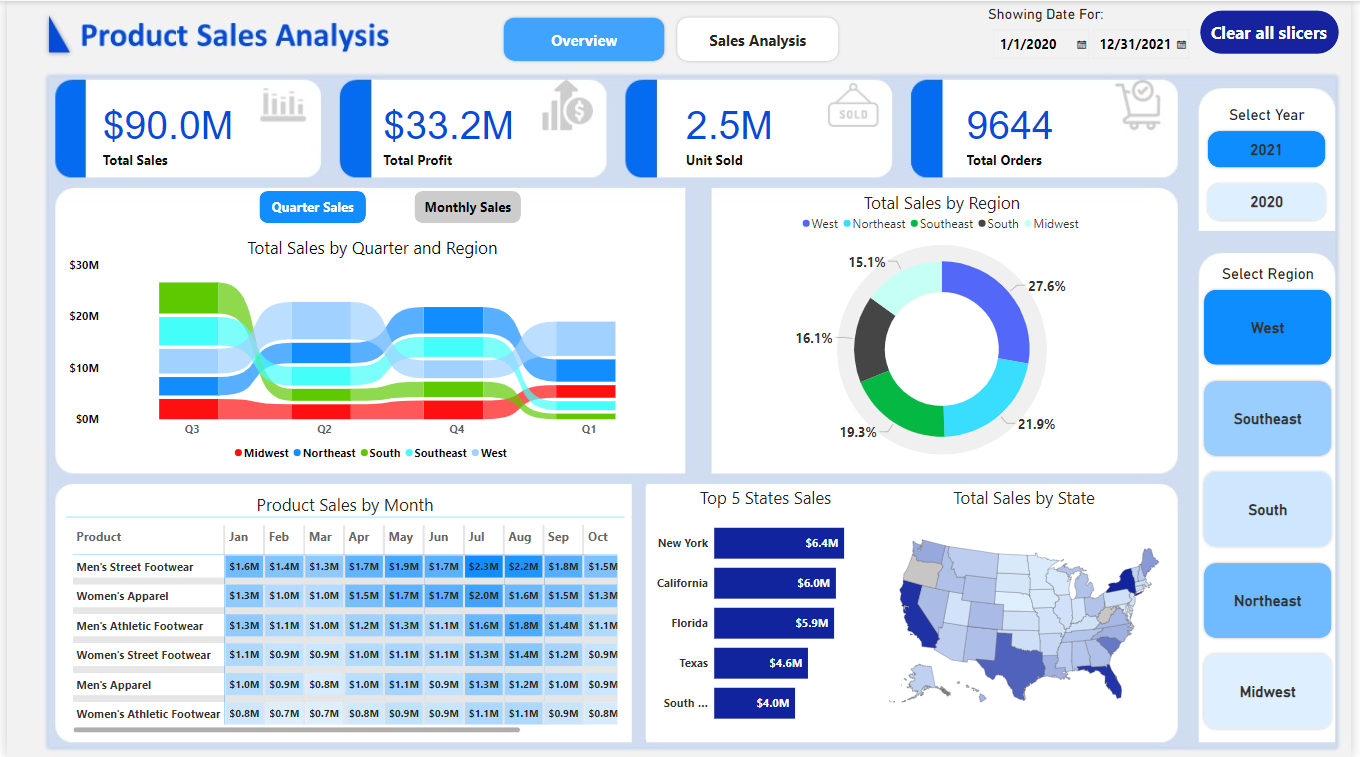 Product Sales Analysis
Overview
Sales Analysis
Showing Date For:
1/1/2020 12/31/2021
Clear all slicers
$90.0M
Total Sales
$33.2M
Total Profit
2.5M
Unit Sold
SOLD
9644
Total Orders
Select Year
2021
2020
Quarter Sales
Monthly Sales
Total Sales by Quarter and Region
$30M
$20M
$10M
$0M
Q3 Q2 Q4 Q1
Midwest Northeast South Southeast West
Total Sales by Region
West Northeast Southeast South Midwest
15.1%
27.6%
16.1%
19.3%
21.9%
Select Region
West
Southeast
South
Northeast
Midwest
Product Sales by Month
Product Jan Feb Mar Apr May Jun Jul Aug Sep Oct
Men's Street Footwear $1.6M $1.4M $1.3M $1.7M $1.9M $1.7M $2.3M $2.2M $1.8M $1.5M
Women's Apparel $1.3M $1.0M $1.0M $1.5M $1.7M $1.7M $2.0M $1.6M $1.5M $1.3M
Men's Athletic Footwear $1.3M $1.1M $1.0M $1.2M $1.3M $1.1M $1.6M $1.8M $1.4M $1.1M
Women's Street Footwear $1.1M $0.9M $0.9M $1.0M $1.1M $1.1M $1.3M $1.4M $1.2M $0.9M
Men's Apparel $1.0M $0.9M $0.8M $1.0M $1.1M $0.9M $1.3M $1.2M $1.0M $0.9M
Women's Athletic Footwear $0.8M $0.7M $0.7M $0.8M $0.9M $0.9M $1.1M $1.1M $0.9M $0.8M
Top 5 States Sales
New York $6.4M
California $6.0M
Florida $5.9M
Texas $4.6M
South ... $4.0M
Total Sales by State